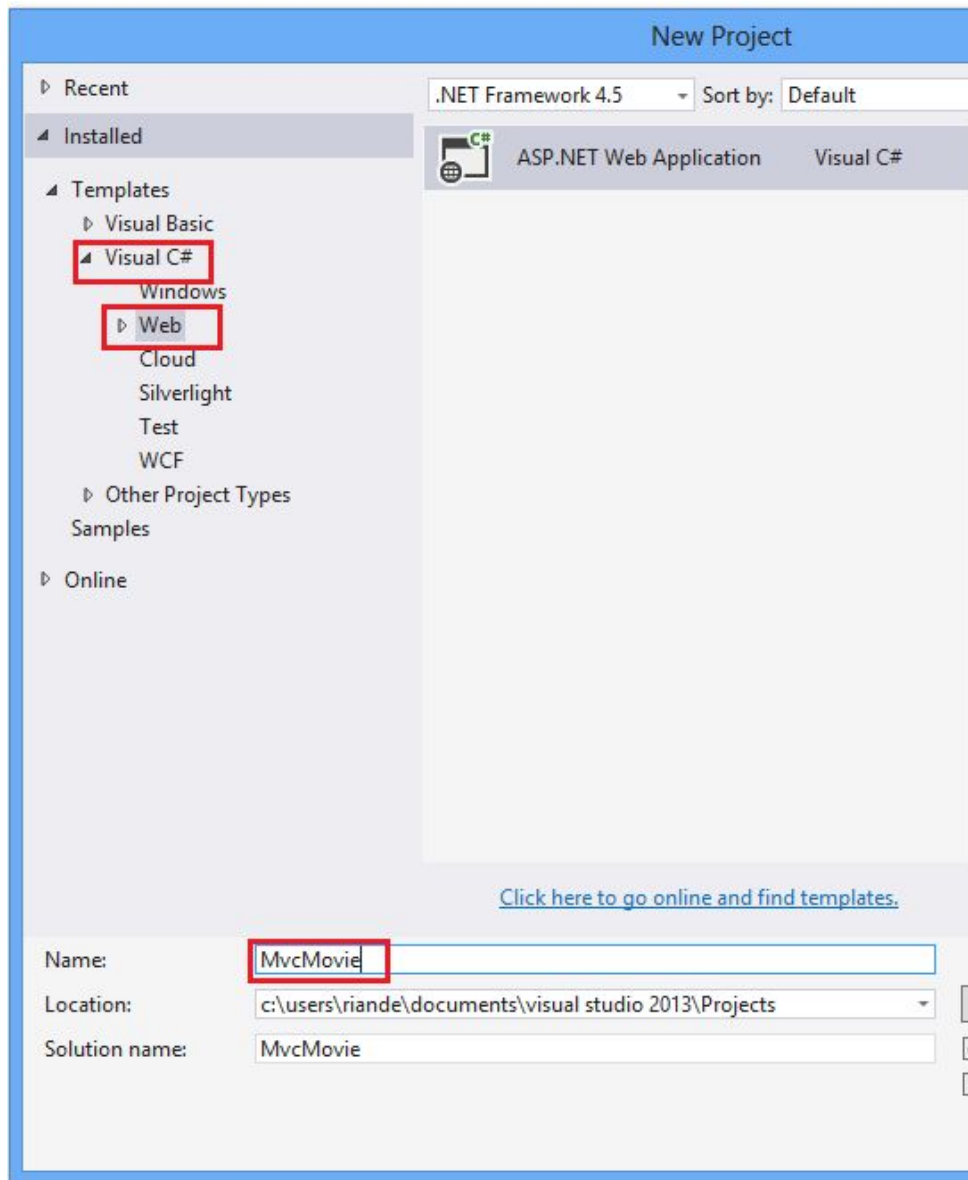 New Project
Recent
Installed
Templates
Visual Basic
Visual C#
Windows
Web
Cloud
Silverlight
Test
WCF
Other Project Types
Samples
Online
.NET Framework 4.5 Sort by: Default
C#
ASP.NET Web Application Visual C#
Click here to go online and find templates.
Name: MvcMovie
Location: c:\users\riande\documents\visual studio 2013\Projects
Solution name: MvcMovie